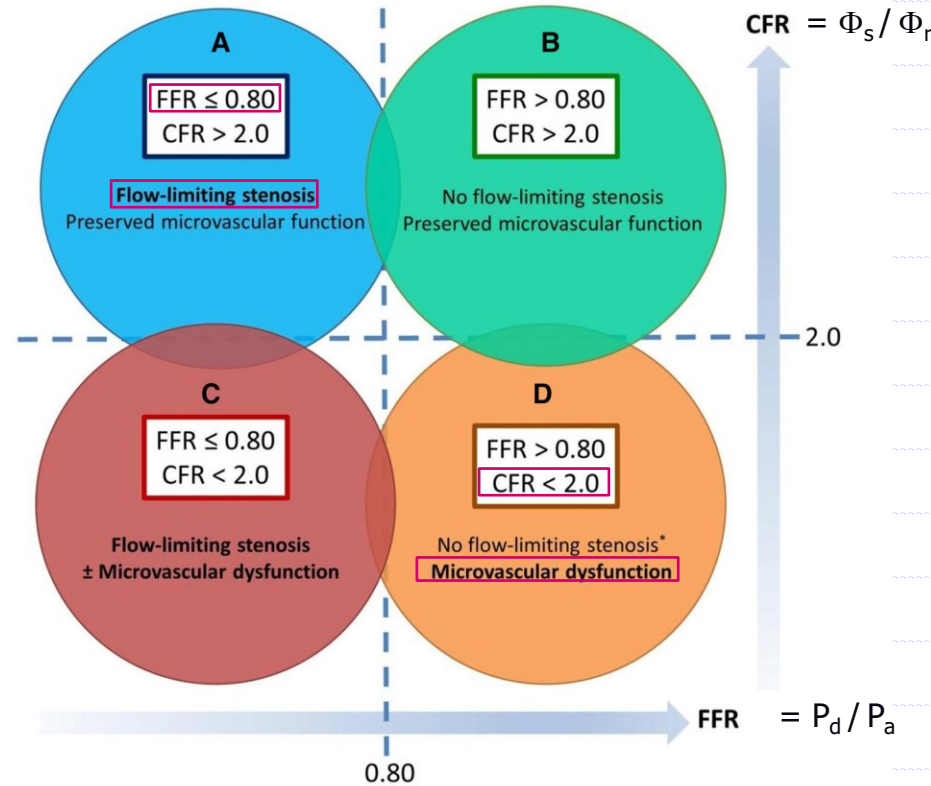 CFR = Φs / Φr
A
FFR ≤ 0.80
CFR > 2.0
Flow-limiting stenosis
Preserved microvascular function
B
FFR > 0.80
CFR > 2.0
No flow-limiting stenosis
Preserved microvascular function
2.0
C
FFR ≤ 0.80
CFR < 2.0
Flow-limiting stenosis
± Microvascular dysfunction
D
FFR > 0.80
CFR < 2.0
No flow-limiting stenosis*
Microvascular dysfunction
FFR = Pd / Pa
0.80